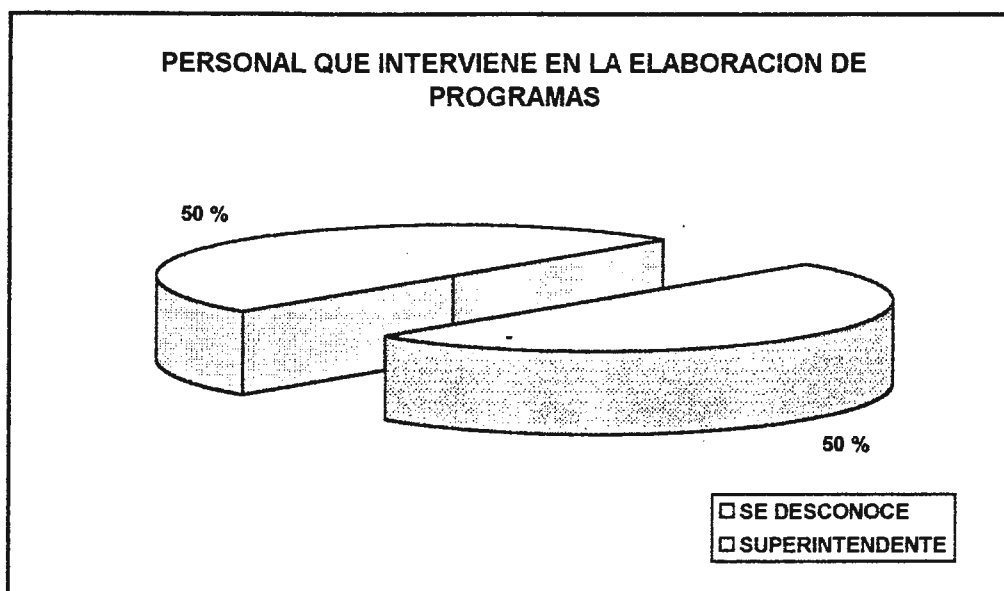 PERSONAL QUE INTERVIENE EN LA ELABORACION DE
PROGRAMAS
50 %
50 %
SE DESCONOCE
SUPERINTENDENTE